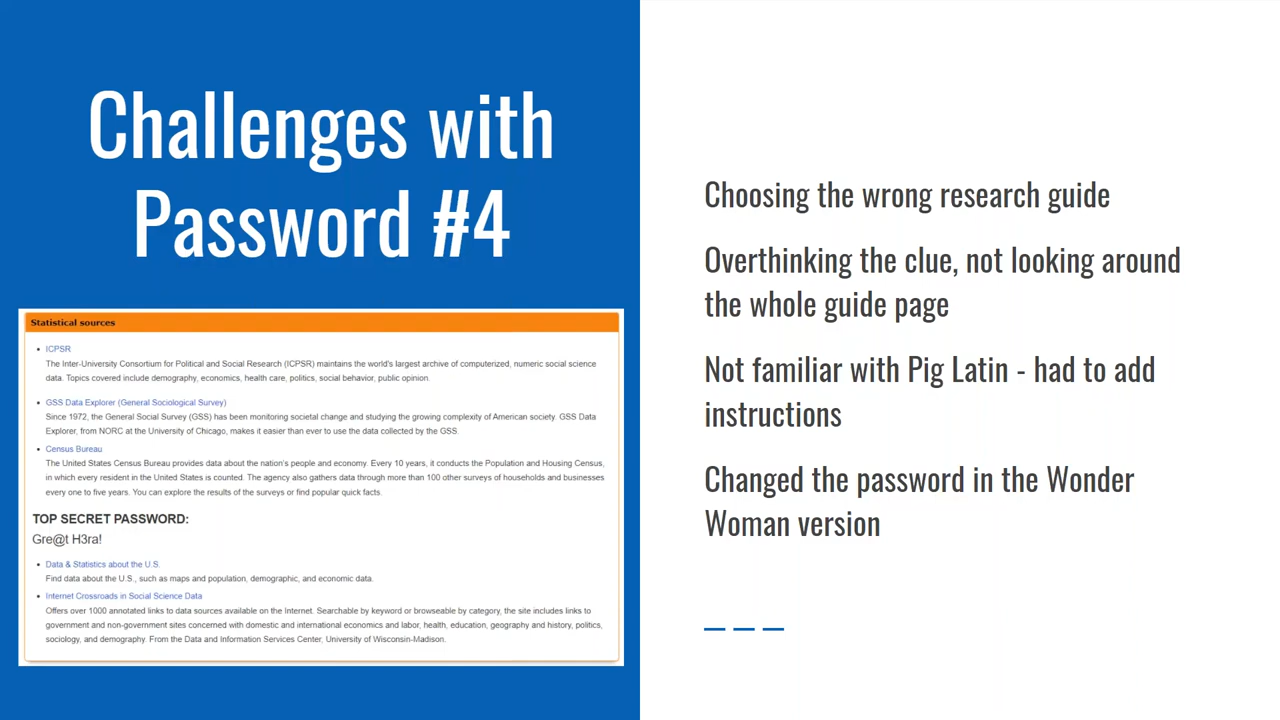 Challenges with
Password #4
Statistical sources
ICPSR
The Inter-University Consortium for Political and Social Research (ICPSR) maintains the world's largest archive of computerized, numeric social science
data. Topics covered include demography, economics, health care, politics, social behavior, public opinion.
GSS Data Explorer (General Sociological Survey)
Since 1972, the General Social Survey (GSS) has been monitoring societal change and studying the growing complexity of American society. GSS Data
Explorer, from NORC at the University of Chicago, makes it easier than ever to use the data collected by the GSS.
Census Bureau
The United States Census Bureau provides data about the nation's people and economy. Every 10 years, it conducts the Population and Housing Census,
in which every resident in the United States is counted. The agency also gathers data through more than 100 other surveys of households and businesses
every one to five years. You can explore the results of the surveys or find popular quick facts.
TOP SECRET PASSWORD:
Gre@t H3ra!
Data & Statistics about the U.S.
Find data about the U.S., such as maps and population, demographic, and economic data.
Internet Crossroads in Social Science Data
Offers over 1000 annotated links to data sources available on the Internet. Searchable by keyword or browseable by category, the site includes links to
government and non-government sites concerned with domestic and international economics and labor, health, education, geography and history, politics,
sociology, and demography. From the Data and Information Services Center, University of Wisconsin-Madison.
Choosing the wrong research guide
Overthinking the clue, not looking around
the whole guide page
Not familiar with Pig Latin - had to add
instructions
Changed the password in the Wonder
Woman version